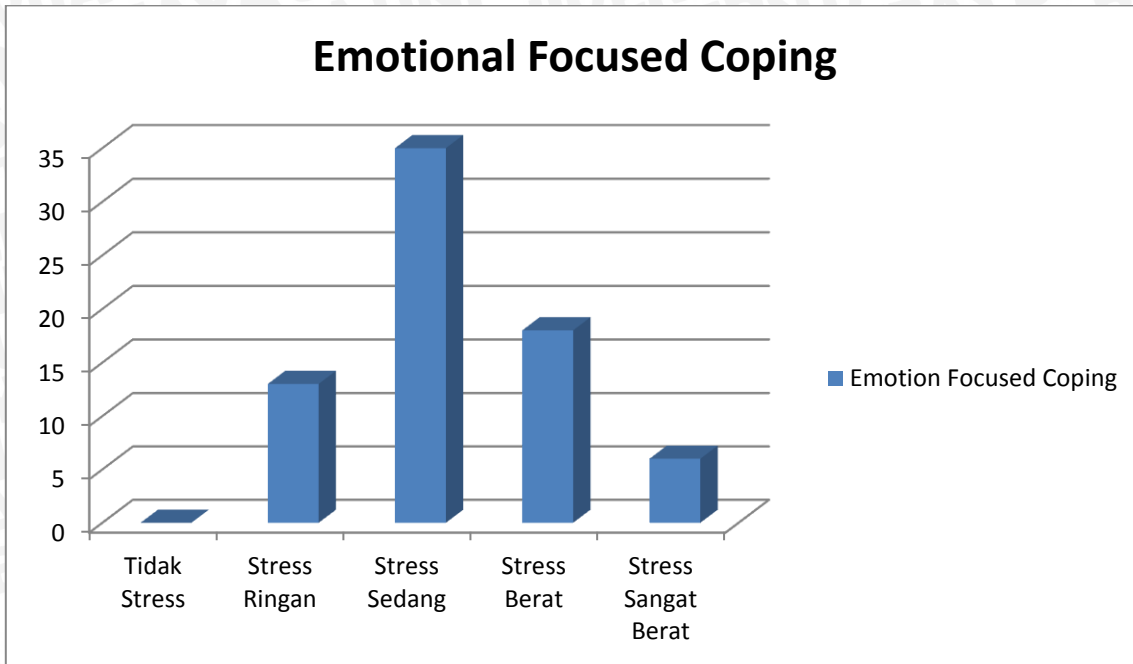 Emotional Focused Coping
35
30
25
20
15
10
5
0
Tidak
Stress
Stress
Ringan
Stress
Sedang
Stress
Berat
Stress
Sangat
Berat
Emotion Focused Coping